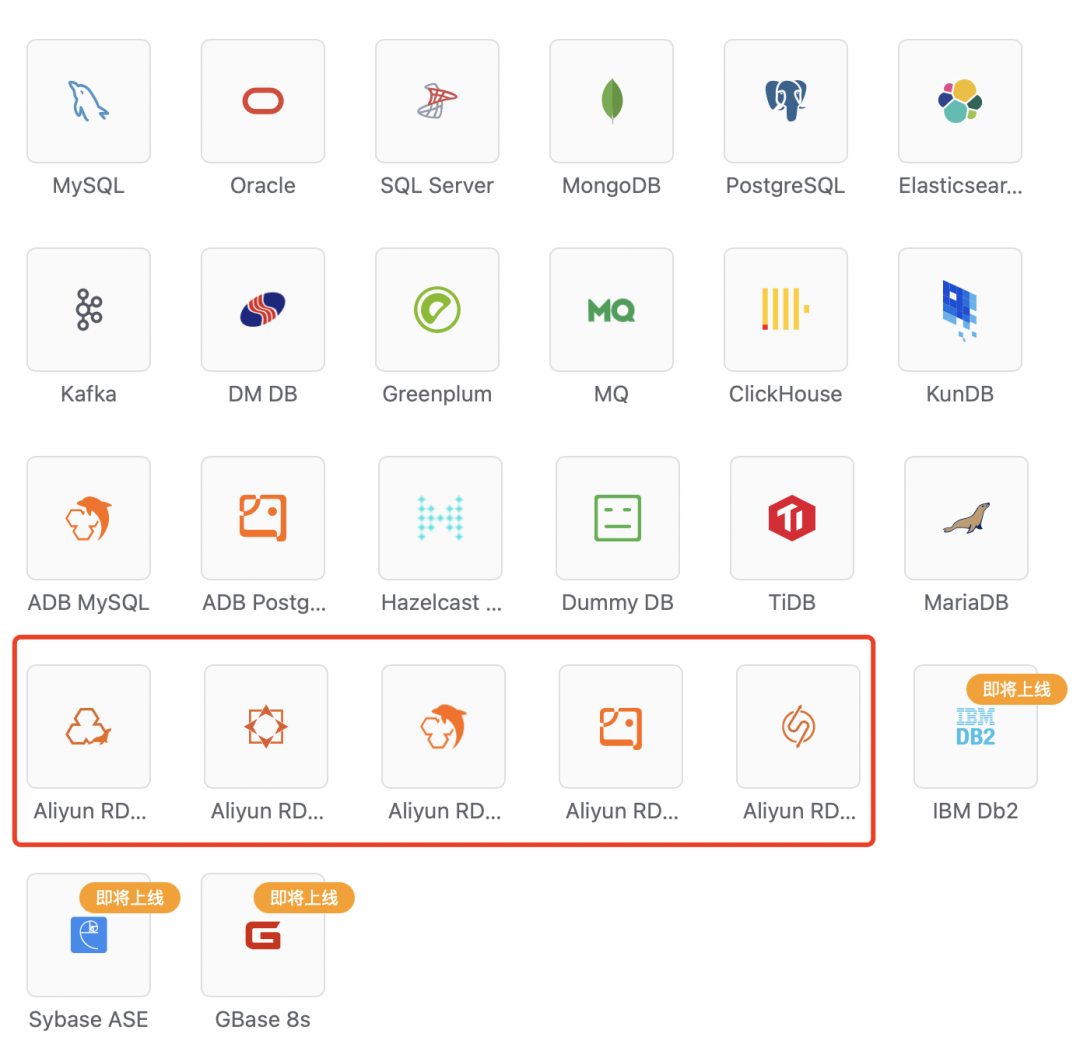 MySQL
Oracle
SQL Server
MongoDB
PostgreSQL
Elasticsear...
MQ
Kafka
DM DB
Greenplum
MQ
ClickHouse
KunDB
TI
ADB MySQL
ADB Postg...
Hazelcast ...
Dummy DB
TiDB
MariaDB
即将上线
IBM
DB2
Aliyun RD...
Aliyun RD...
Aliyun RD...
Aliyun RD...
Aliyun RD...
IBM Db2
即将上线
即将上线
G
Sybase ASE
GBase 8s